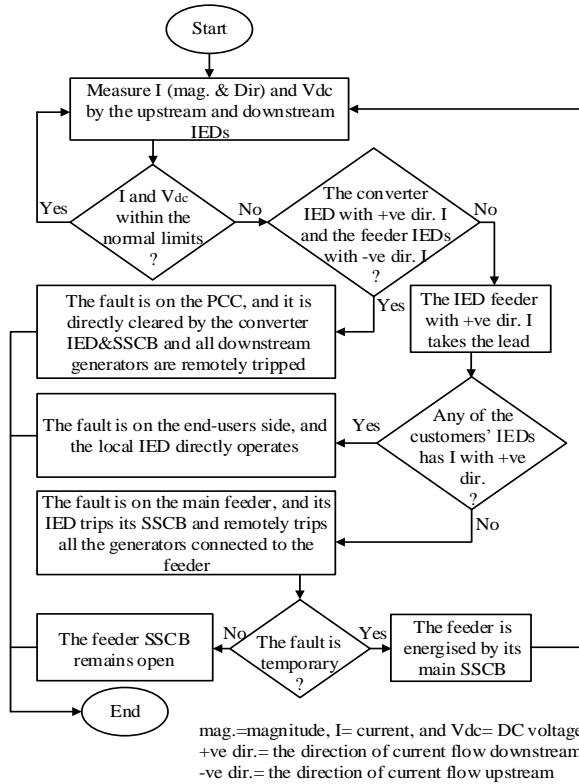 Start
Measure I (mag. & Dir) and Vdc
by the upstream and downstream
IEDs
I and Vdc
within the
normal limits
?
Yes
No
The converter
IED with +ve dir. I
and the feeder IEDs
with -ve dir. I
?
No
Yes
The fault is on the PCC, and it is
directly cleared by the converter
IED&SSCB and all downstream
generators are remotely tripped
The IED feeder
with +ve dir. I
takes the lead
Any of the
customers' IEDs
has I with +ve
dir.
?
Yes
No
The fault is on the end-users side, and
the local IED directly operates
The fault is on the main feeder, and its
IED trips its SSCB and remotely trips
all the generators connected to the
feeder
The fault is
temporary
?
No
Yes
The feeder SSCB
remains open
The feeder is
energised by its
main SSCB
End
mag.=magnitude, I= current, and Vdc= DC voltage
+ve dir.= the direction of current flow downstream
-ve dir.= the direction of current flow upstream